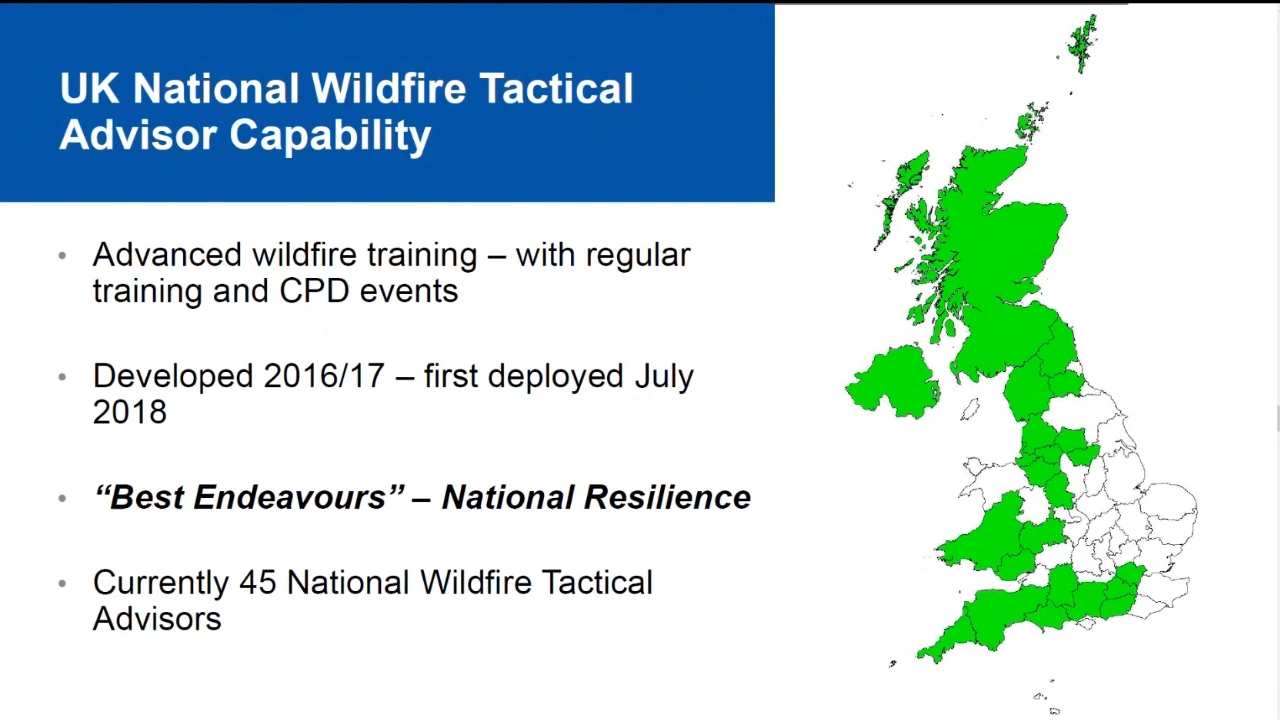 UK National Wildfire Tactical
Advisor Capability
• Advanced wildfire training – with regular
training and CPD events
• Developed 2016/17 – first deployed July
2018
• “Best Endeavours” – National Resilience
• Currently 45 National Wildfire Tactical
Advisors